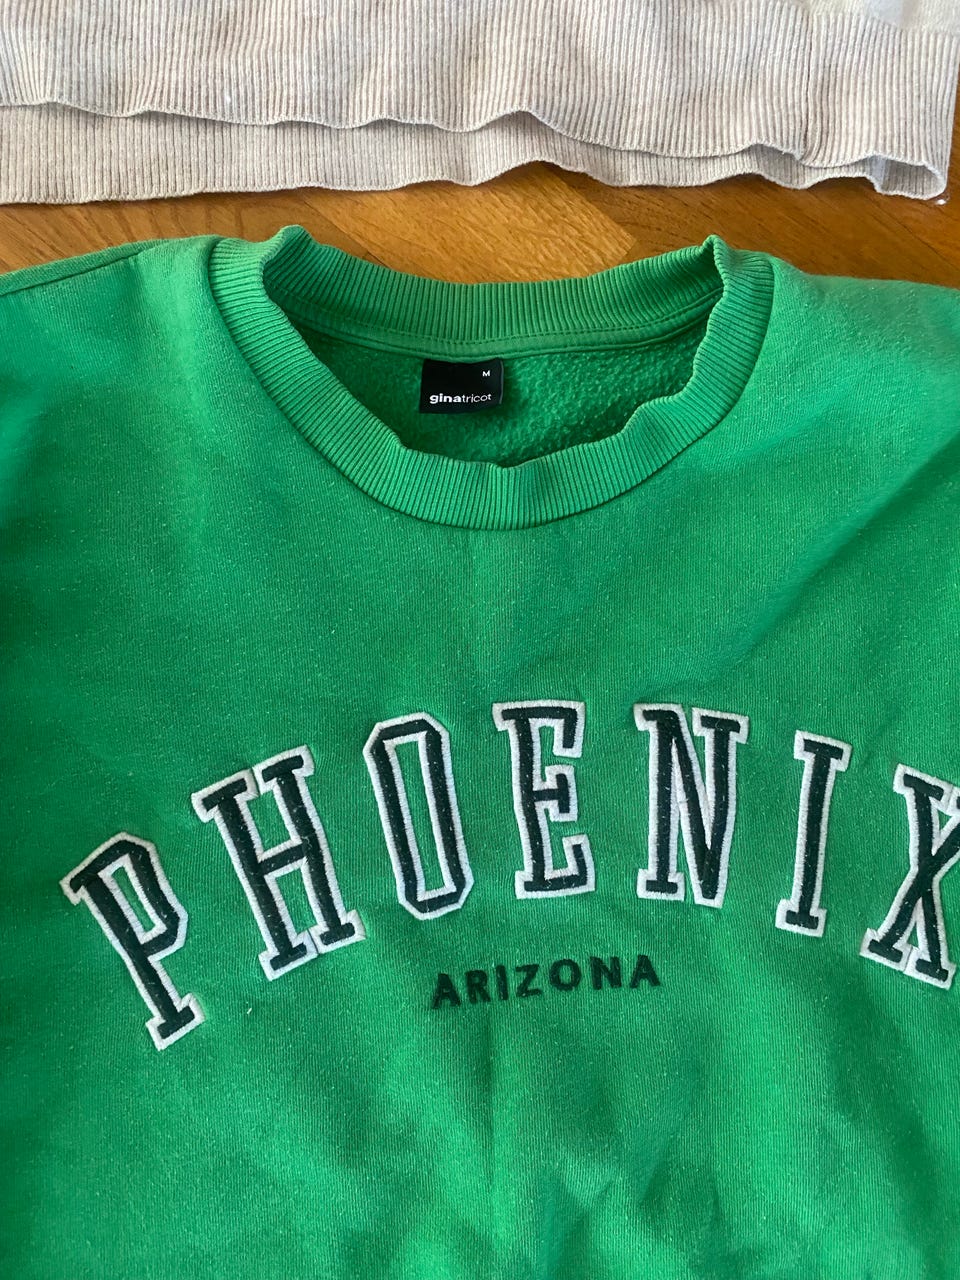 M
ginatricot
PHOENIX
ARIZONA